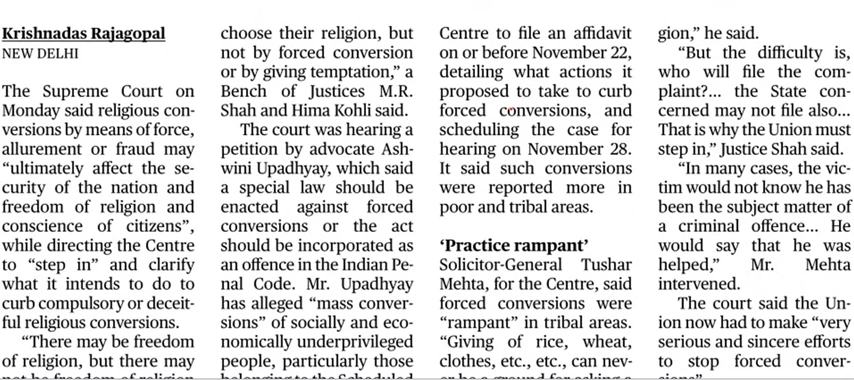 Krishnadas Rajagopal
NEW DELHI
The Supreme Court on
Monday said religious con-
versions by means of force,
allurement or fraud may
“ultimately affect the se-
curity of the nation and
freedom of religion and
conscience of citizens”,
while directing the Centre
to “step in” and clarify
what it intends to do to
curb compulsory or deceit-
ful religious conversions.
“There may be freedom
of religion, but there may
not be freedom of religion
choose their religion, but
not by forced conversion
or by giving temptation,” a
Bench of Justices M.R.
Shah and Hima Kohli said.
The court was hearing a
petition by advocate Ash-
wini Upadhyay, which said
a special law should be
enacted against forced
conversions or the act
should be incorporated as
an offence in the Indian Pe-
nal Code. Mr. Upadhyay
has alleged “mass conver-
sions” of socially and eco-
nomically underprivileged
people, particularly those
belonging to the Scheduled
Centre to file an affidavit
on or before November 22,
detailing what actions it
proposed to take to curb
forced conversions, and
scheduling the case for
hearing on November 28.
It said such conversions
were reported more in
poor and tribal areas.
‘Practice rampant’
Solicitor-General Tushar
Mehta, for the Centre, said
forced conversions were
“rampant” in tribal areas.
“Giving of rice, wheat,
clothes, etc., etc., can nev-
er be a ground for asking a
gion,” he said.
“But the difficulty is,
who will file the com-
plaint?... the State con-
cerned may not file also...
That is why the Union must
step in,” Justice Shah said.
“In many cases, the vic-
tim would not know he has
been the subject matter of
a criminal offence... He
would say that he was
helped,” Mr. Mehta
intervened.
The court said the Un-
ion now had to make “very
serious and sincere efforts
to stop forced conver-
sions”